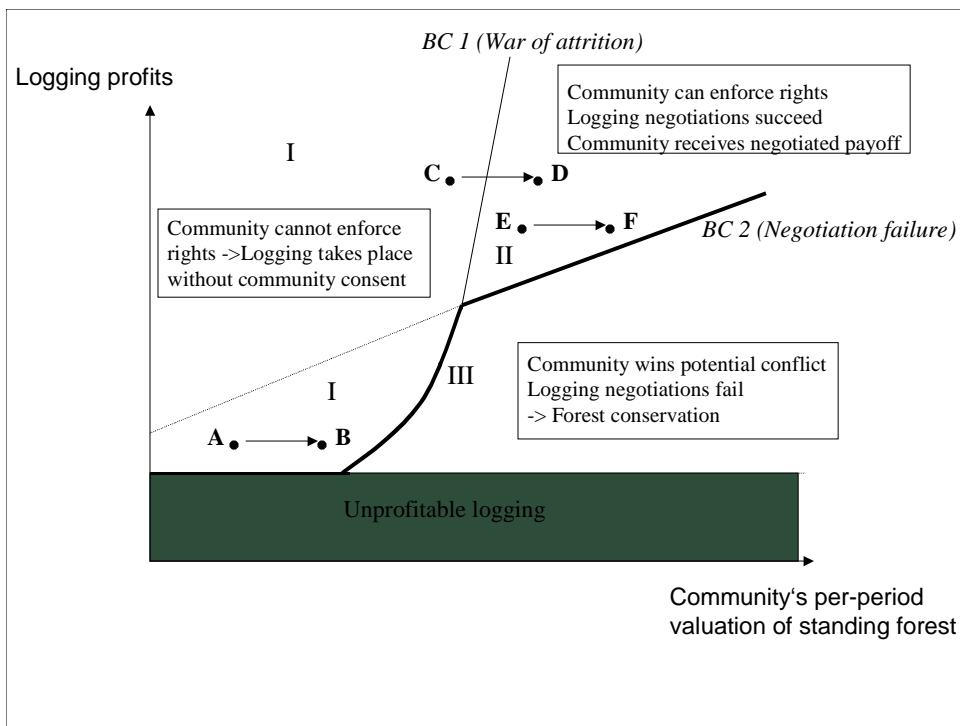 BC 1 (War of attrition)
Logging profits
Community can enforce rights
Logging negotiations succeed
Community receives negotiated payoff
I
C
D
Community cannot enforce
rights ->Logging takes place
without community consent
E
F
BC 2 (Negotiation failure)
II
Community wins potential conflict
Logging negotiations fail
-> Forest conservation
III
I
A
B
Unprofitable logging
Community‘s per-period
valuation of standing forest